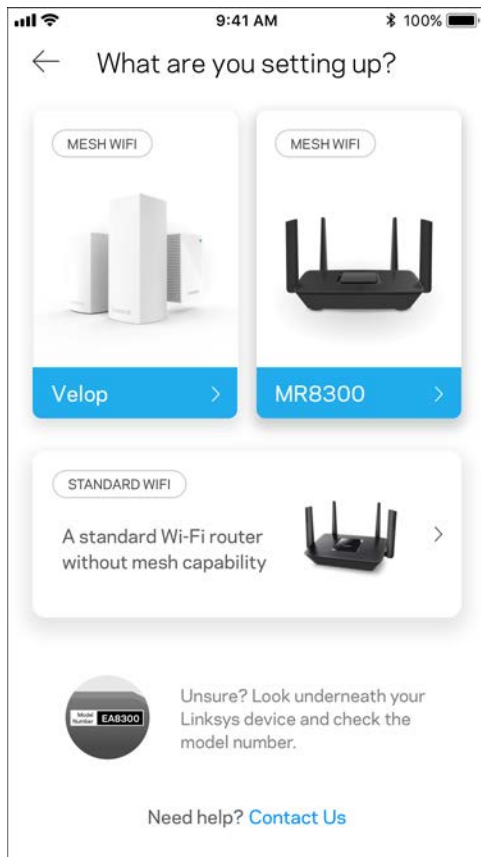 9:41 AM
100%
What are you setting up?
MESH WIFI
MESH WIFI
Velop
MR8300
STANDARD WIFI
A standard Wi-Fi router
without mesh capability
Model
Number
EA8300
Unsure? Look underneath your
Linksys device and check the
model number.
Need help? Contact Us